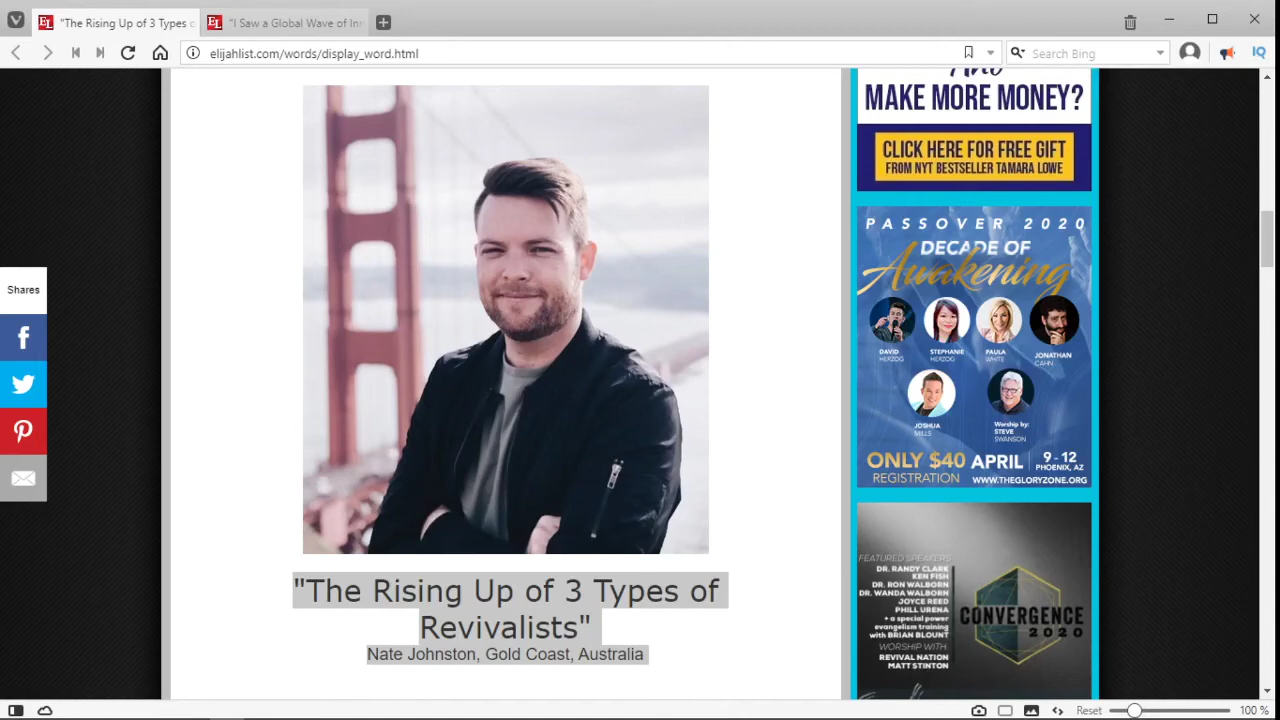 "The Rising Up of 3 Types o
"I Saw a Global Wave of Inn
elijahlist.com/words/display_word.html
Search Bing
IQ
Shares
"The Rising Up of 3 Types of
Revivalists"
Nate Johnston, Gold Coast, Australia
And
MAKE MORE MONEY?
CLICK HERE FOR FREE GIFT
FROM NYT BESTSELLER TAMARA LOWE
PASSOVER 2020
DECADE OF
Awakening
DAVID
HERZOG
STEPHANIE
HERZOG
PAULA
WHITE
JONATHAN
CAHN
JOSHUA
MILLS
Worship by:
STEVE
SWANSON
ONLY $40
REGISTRATION
APRIL
9 - 12
PHOENIX, AZ
WWW.THEGLORYZONE.ORG
FEATURED SPEAKERS
DR. RANDY CLARK
KEN FISH
DR. RON WALBORN
DR. WANDA WALBORN
JOYCE REED
PHILL URENA
+ a special power
evangelism training
with BRIAN BLOUNT
WORSHIP WITH
REVIVAL NATION
MATT STINTON
CONVERGENCE
2020
Reset
100 %